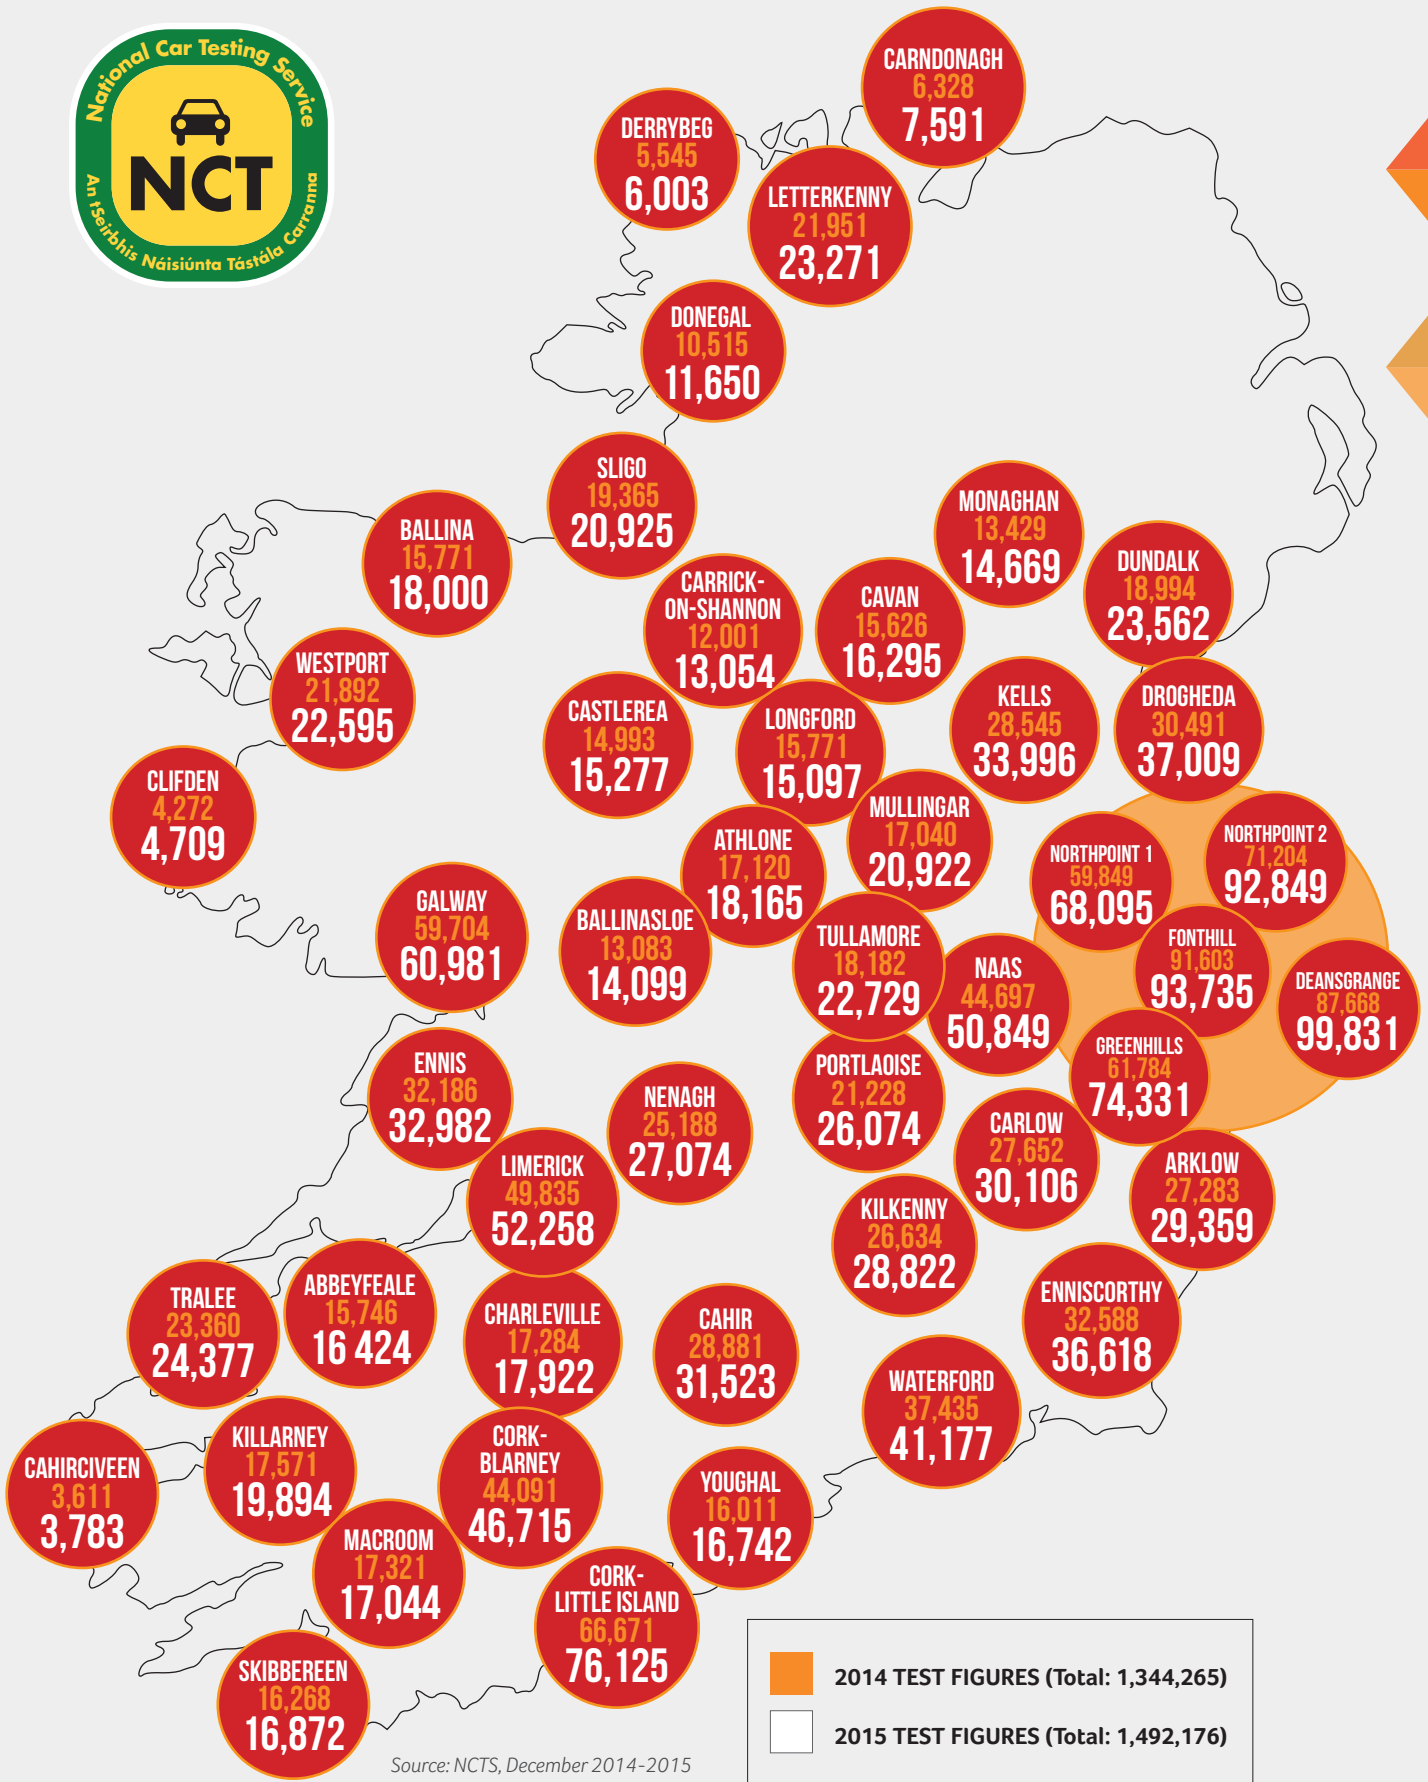 National Car Testing Service
NCT
An tSeirbhis Náisiúnta Tástála Carranna
CARNDONAGH
6,328
7,591
DERRYBEG
5,545
6,003
LETTERKENNY
21,951
23,271
DONEGAL
10,515
11,650
SLIGO
19,365
20,925
MONAGHAN
13,429
14,669
BALLINA
15,771
18,000
DUNDALK
18,994
23,562
CARRICK-
ON-SHANNON
12,001
13,054
CAVAN
15,626
16,295
WESTPORT
21,892
22,595
CASTLEREA
14,993
15,277
LONGFORD
15,771
15,097
KELLS
28,545
33,996
DROGHEDA
30,491
37,009
CLIFDEN
4,272
4,709
MULLINGAR
17,040
20,922
ATHLONE
17,120
18,165
NORTHPOINT 1
59,849
68,095
NORTHPOINT 2
71,204
92,849
GALWAY
59,704
60,981
BALLINASLOE
13,083
14,099
TULLAMORE
18,182
22,729
NAAS
44,697
50,849
FONTHILL
91,603
93,735
DEANSGRANGE
87,668
99,831
ENNIS
32,186
32,982
NENAGH
25,188
27,074
PORTLAOISE
21,228
26,074
GREENHILLS
61,784
74,331
CARLOW
27,652
30,106
LIMERICK
49,835
52,258
ARKLOW
27,283
29,359
KILKENNY
26,634
28,822
TRALEE
23,360
24,377
ABBEYFEALE
15,746
16 424
CHARLEVILLE
17,284
17,922
CAHIR
28,881
31,523
ENNISCORTHY
32,588
36,618
WATERFORD
37,435
41,177
CAHIRCIVEEN
3,611
3,783
KILLARNEY
17,571
19,894
CORK-
BLARNEY
44,091
46,715
YOUGHAL
16,011
16,742
MACROOM
17,321
17,044
CORK-
LITTLE ISLAND
66,671
76,125
SKIBBEREEN
16,268
16,872
2014 TEST FIGURES (Total: 1,344,265)
2015 TEST FIGURES (Total: 1,492,176)
Source: NCTS, December 2014-2015